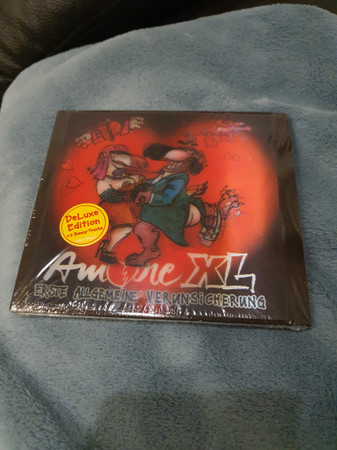 DeLuxe
Edition
Amore XL
ERSTE ALLGEMEINE VERUNSICHERUNG